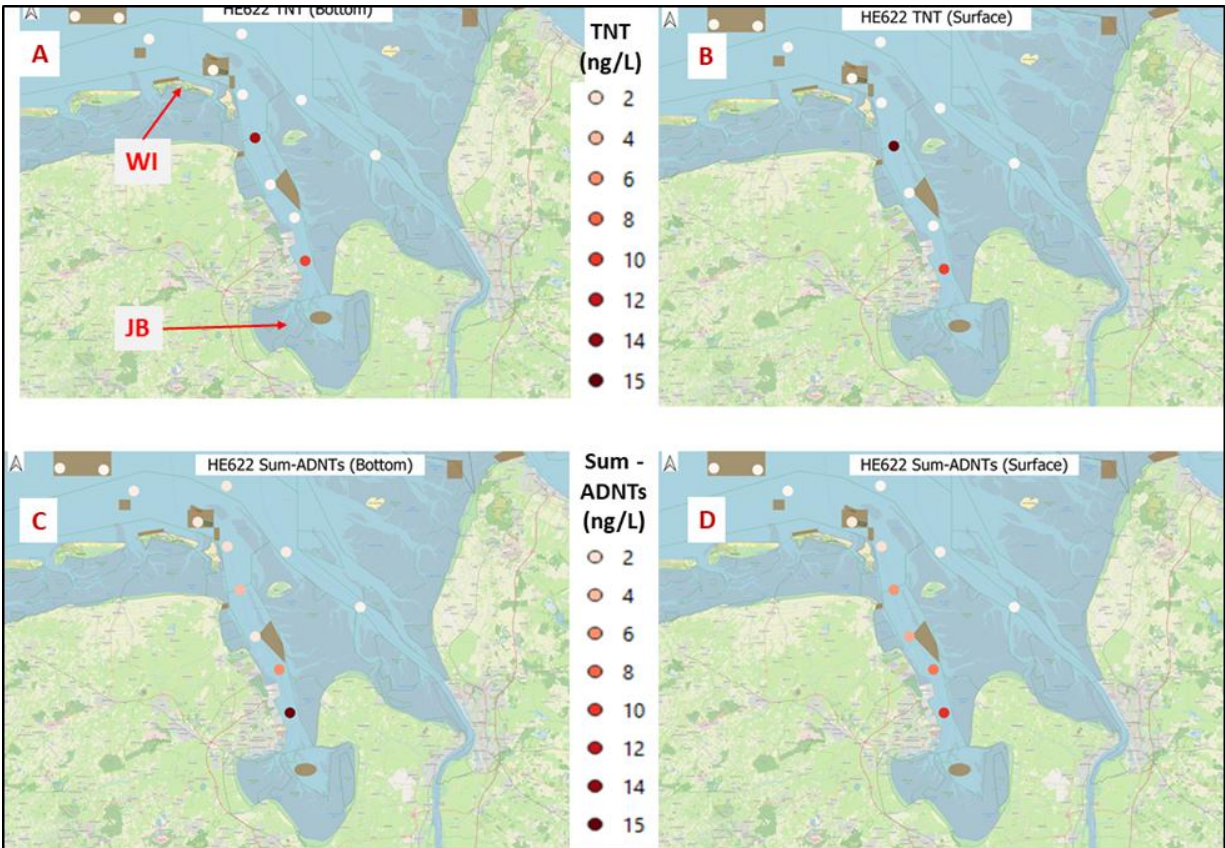 HE622 TNT (Bottom)
A
WI
JB
TNT
(ng/L)
2
4
6
8
10
12
14
15
HE622 TNT (Surface)
B
HE622 Sum-ADNTs (Bottom)
C
Sum -
ADNTs
(ng/L)
2
4
6
8
10
12
14
15
HE622 Sum-ADNTs (Surface)
D